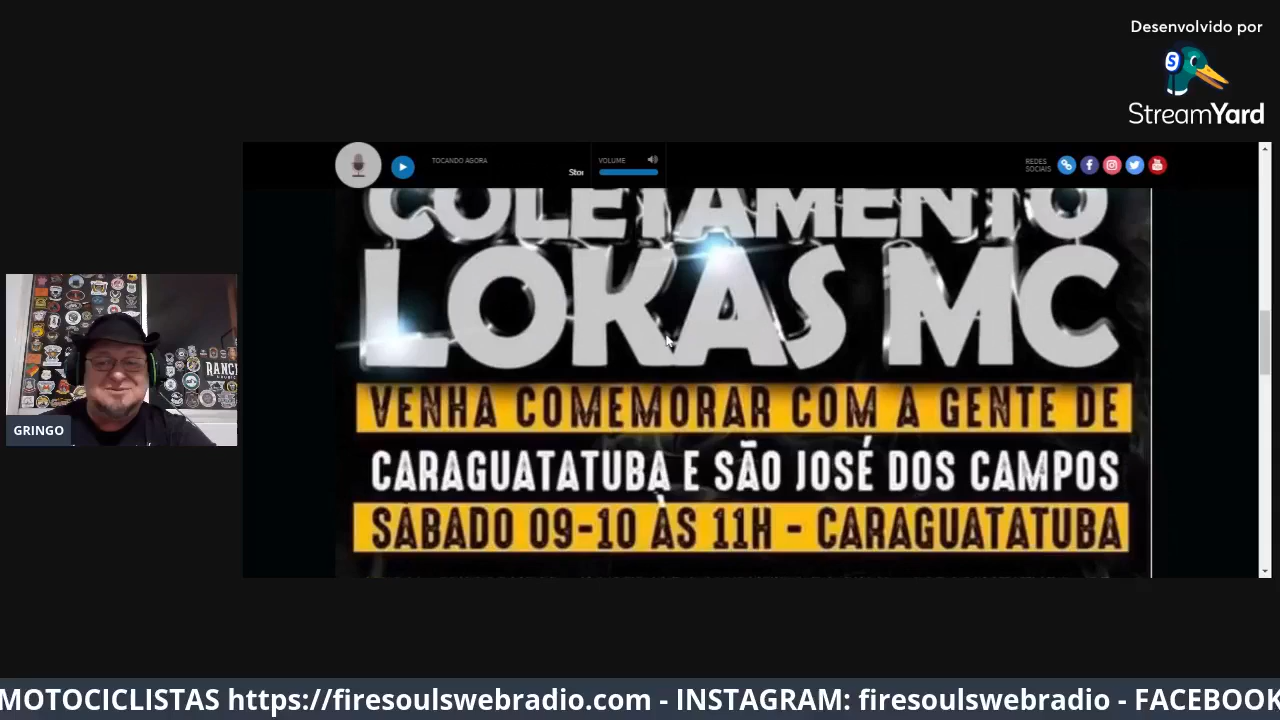 Desenvolvido por
StreamYard
TOCANDO AGORA
VOLUME
REDES
SOCIAIS
COLETAMENTO
LOKAS MC
VENHA COMEMORAR COM A GENTE DE
CARAGUATATUBA E SÃO JOSÉ DOS CAMPOS
SÁBADO 09-10 ÀS 11H - CARAGUATATUBA
GRINGO
MOTOCICLISTAS https://firesoulswebradio.com - INSTAGRAM: firesoulswebradio - FACEBOOK